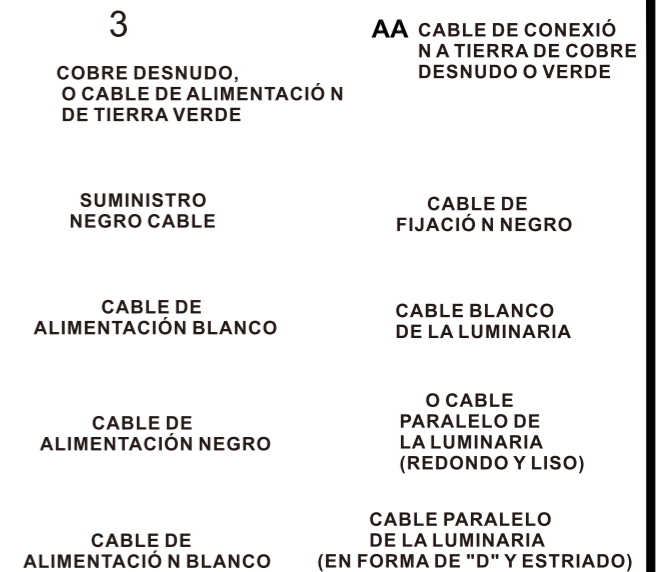 3
COBRE DESNUDO,
O CABLE DE ALIMENTACIÓ N
DE TIERRA VERDE
AA CABLE DE CONEXIÓ
N A TIERRA DE COBRE
DESNUDO O VERDE
SUMINISTRO
NEGRO CABLE
CABLE DE
FIJACIÓ N NEGRO
CABLE DE
ALIMENTACIÓN BLANCO
CABLE BLANCO
DE LA LUMINARIA
CABLE DE
ALIMENTACIÓN NEGRO
O CABLE
PARALELO DE
LA LUMINARIA
(REDONDO Y LISO)
CABLE DE
ALIMENTACIÓ N BLANCO
CABLE PARALELO
DE LA LUMINARIA
(EN FORMA DE "D" Y ESTRIADO)